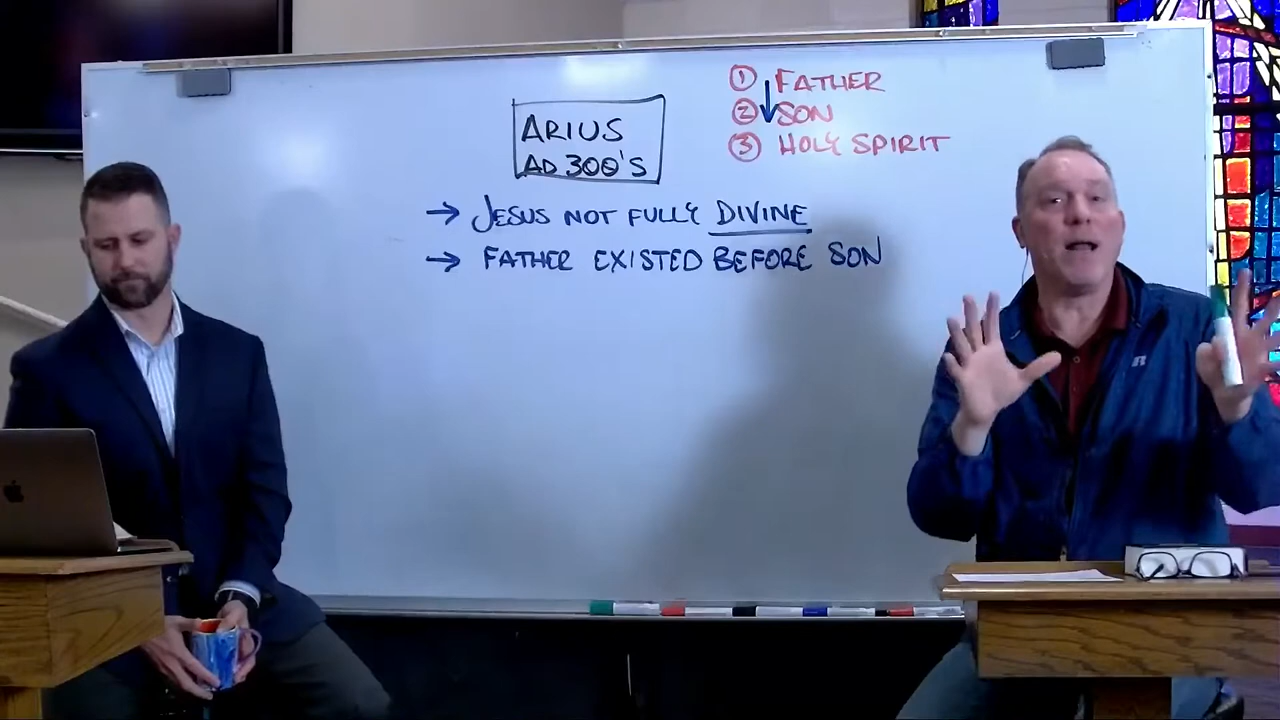 ① FATHER
② SON
③ HOLY SPIRIT
ARIUS
AD 300'S
→ JESUS NOT FULLY DIVINE
→ FATHER EXISTED BEFORE SON
R